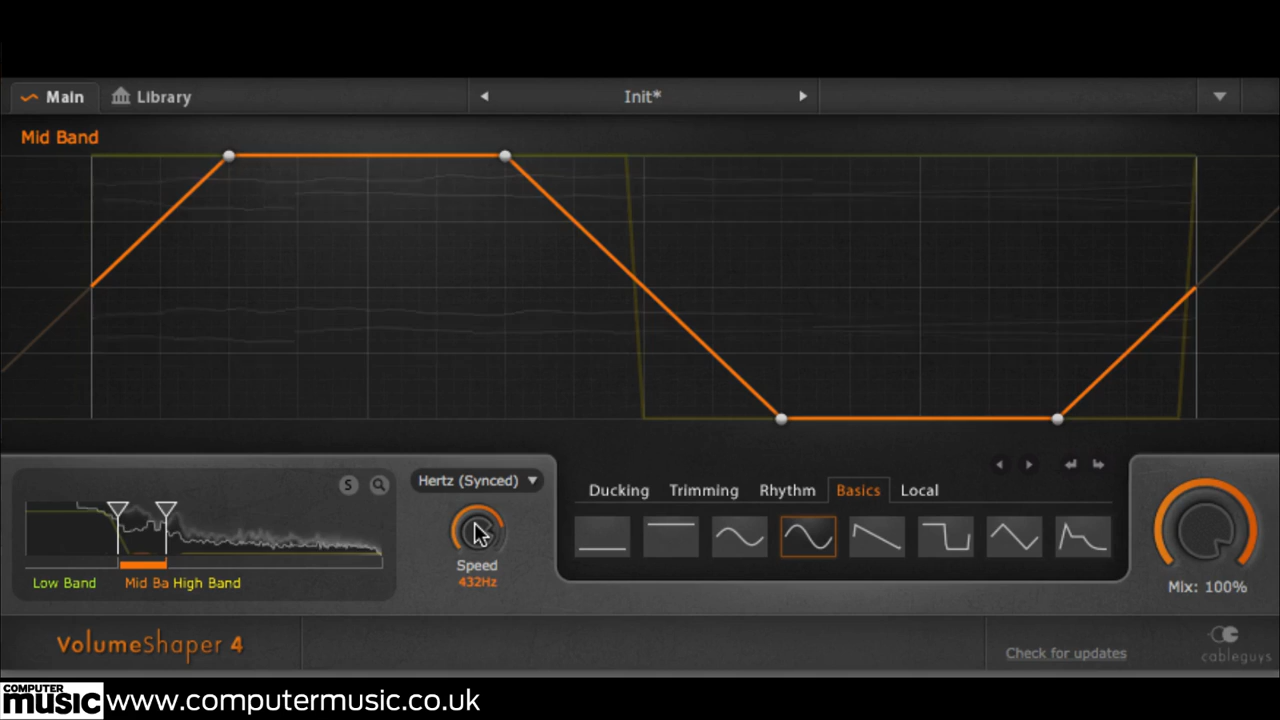 Main
Library
Init*
Mid Band
Hertz (Synced)
S
Ducking
Trimming
Rhythm
Basics
Local
Speed
432Hz
Low Band
Mid Ba
High Band
Mix: 100%
VolumeShaper 4
Check for updates
cableguys
COMPUTER
music
www.computermusic.co.uk